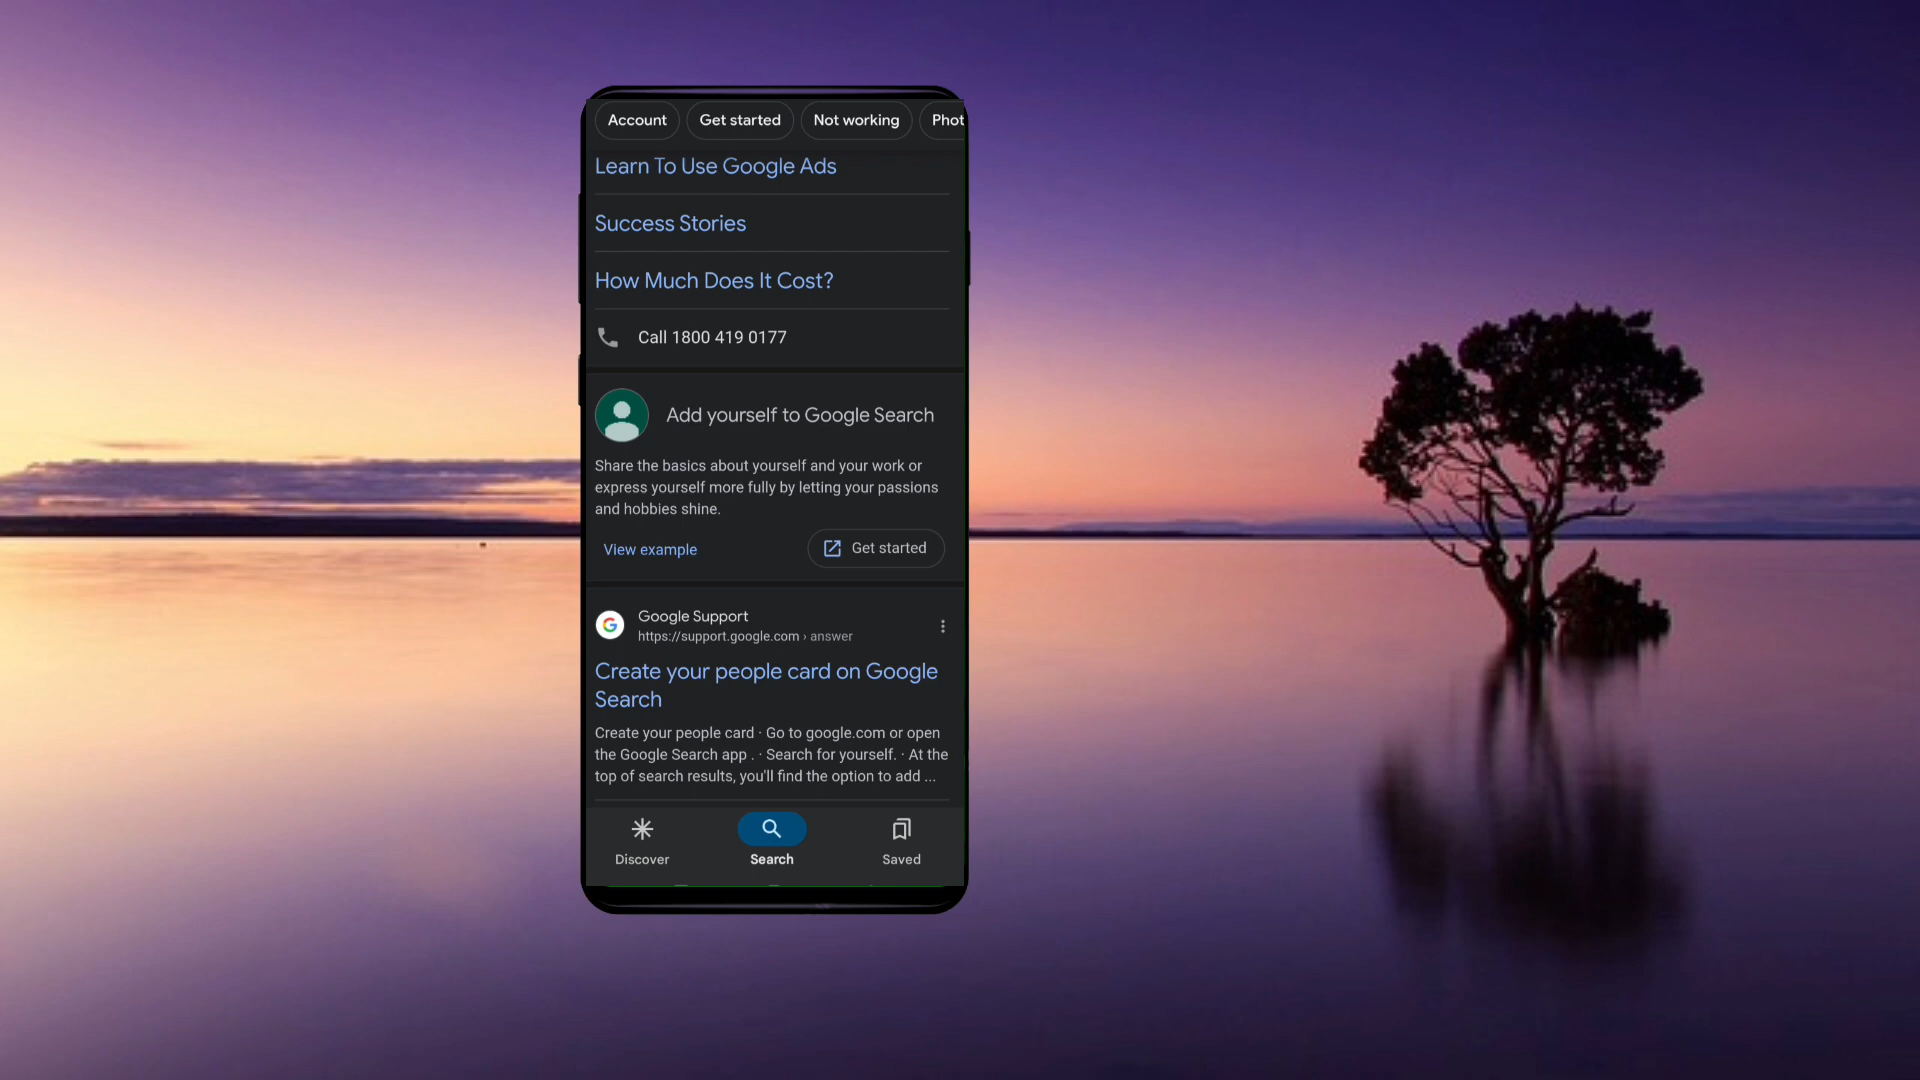 Account Get started Not working Phot
Learn To Use Google Ads
Success Stories
How Much Does It Cost?
Call 1800 419 0177
Add yourself to Google Search
Share the basics about yourself and your work or
express yourself more fully by letting your passions
and hobbies shine.
View example Get started
Google Support
https://support.google.com › answer
Create your people card on Google
Search
Create your people card · Go to google.com or open
the Google Search app . · Search for yourself. · At the
top of search results, you'll find the option to add ...
Discover Search Saved